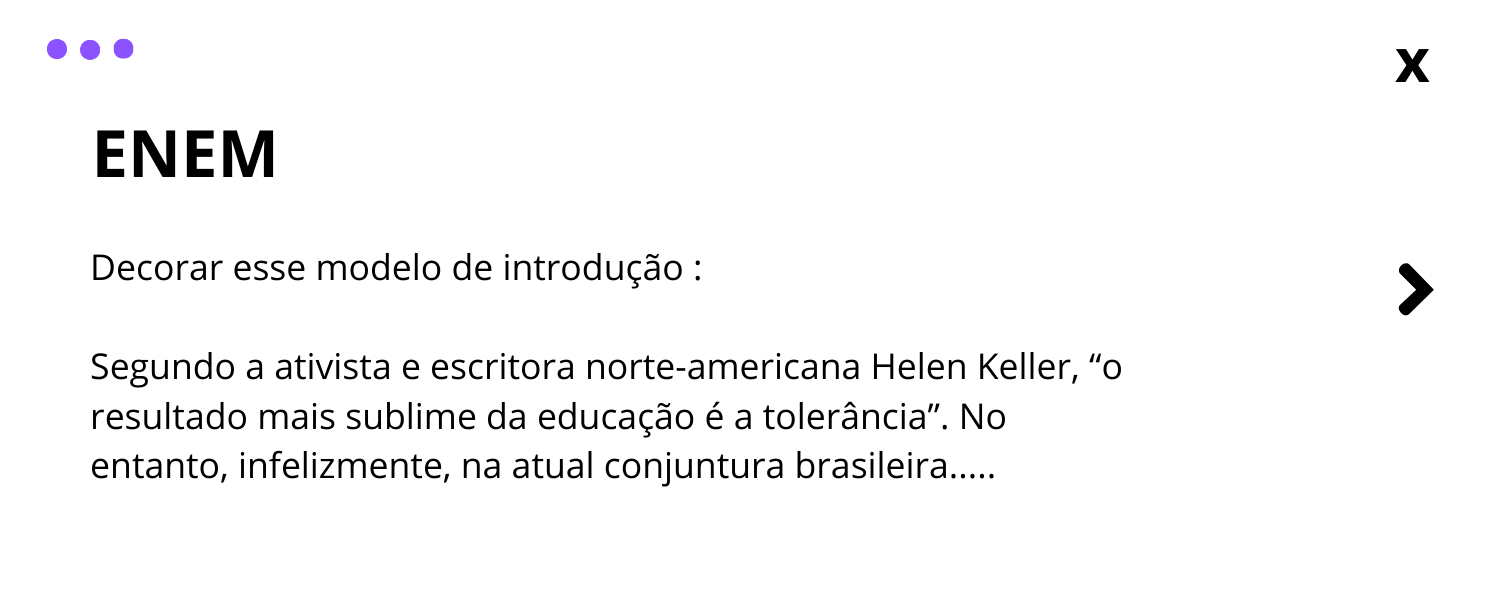 x
ENEM
Decorar esse modelo de introdução :
Segundo a ativista e escritora norte-americana Helen Keller, “o
resultado mais sublime da educação é a tolerância”. No
entanto, infelizmente, na atual conjuntura brasileira.....